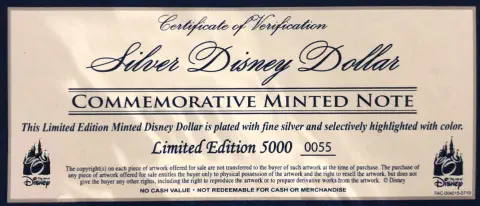 Certificate of Verification
Silver Disney Dollar
COMMEMORATIVE MINTED NOTE
This Limited Edition Minted Disney Dollar is plated with fine silver and selectively highlighted with color.
Limited Edition 5000 0055
The copyright(s) on each piece of artwork offered for sale are not transferred to the buyer of such artwork at the time of purchase. The purchase of
any piece of artwork offered for sale entitles the buyer only to physical possession of the artwork and the right to resell the artwork, but does not
give the buyer any other rights, including the right to reproduce the artwork or to prepare derivative works from the artwork. © Disney
NO CASH VALUE • NOT REDEEMABLE FOR CASH OR MERCHANDISE
Disney
Disney